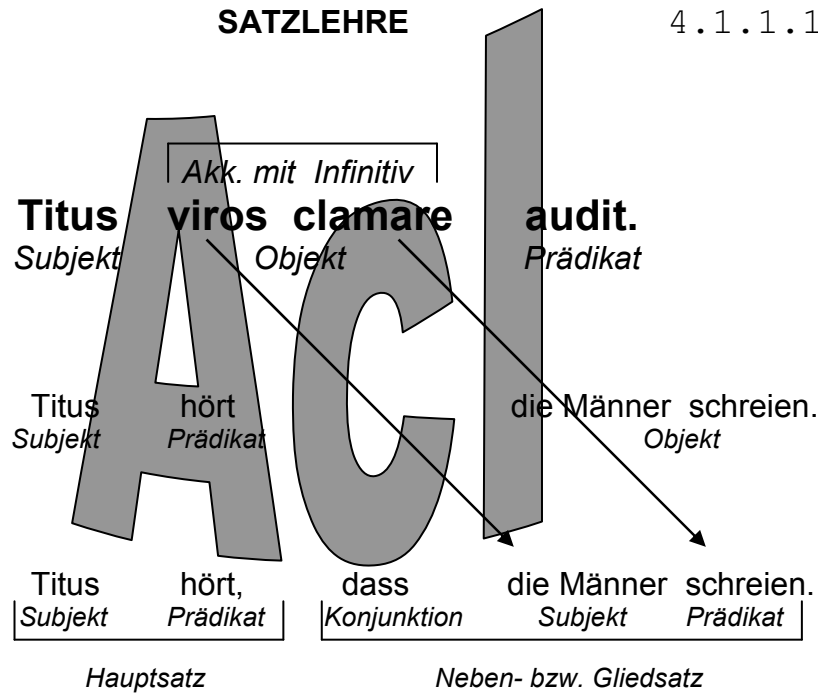 SATZLEHRE 4.1.1.1
Akk. mit Infinitiv
Titus viros clamare audit.
Subjekt Objekt Prädikat
Titus hört die Männer schreien.
Subjekt Prädikat Objekt
Titus hört, dass die Männer schreien.
Subjekt Prädikat Konjunktion Subjekt Prädikat
Hauptsatz Neben- bzw. Gliedsatz
AcI